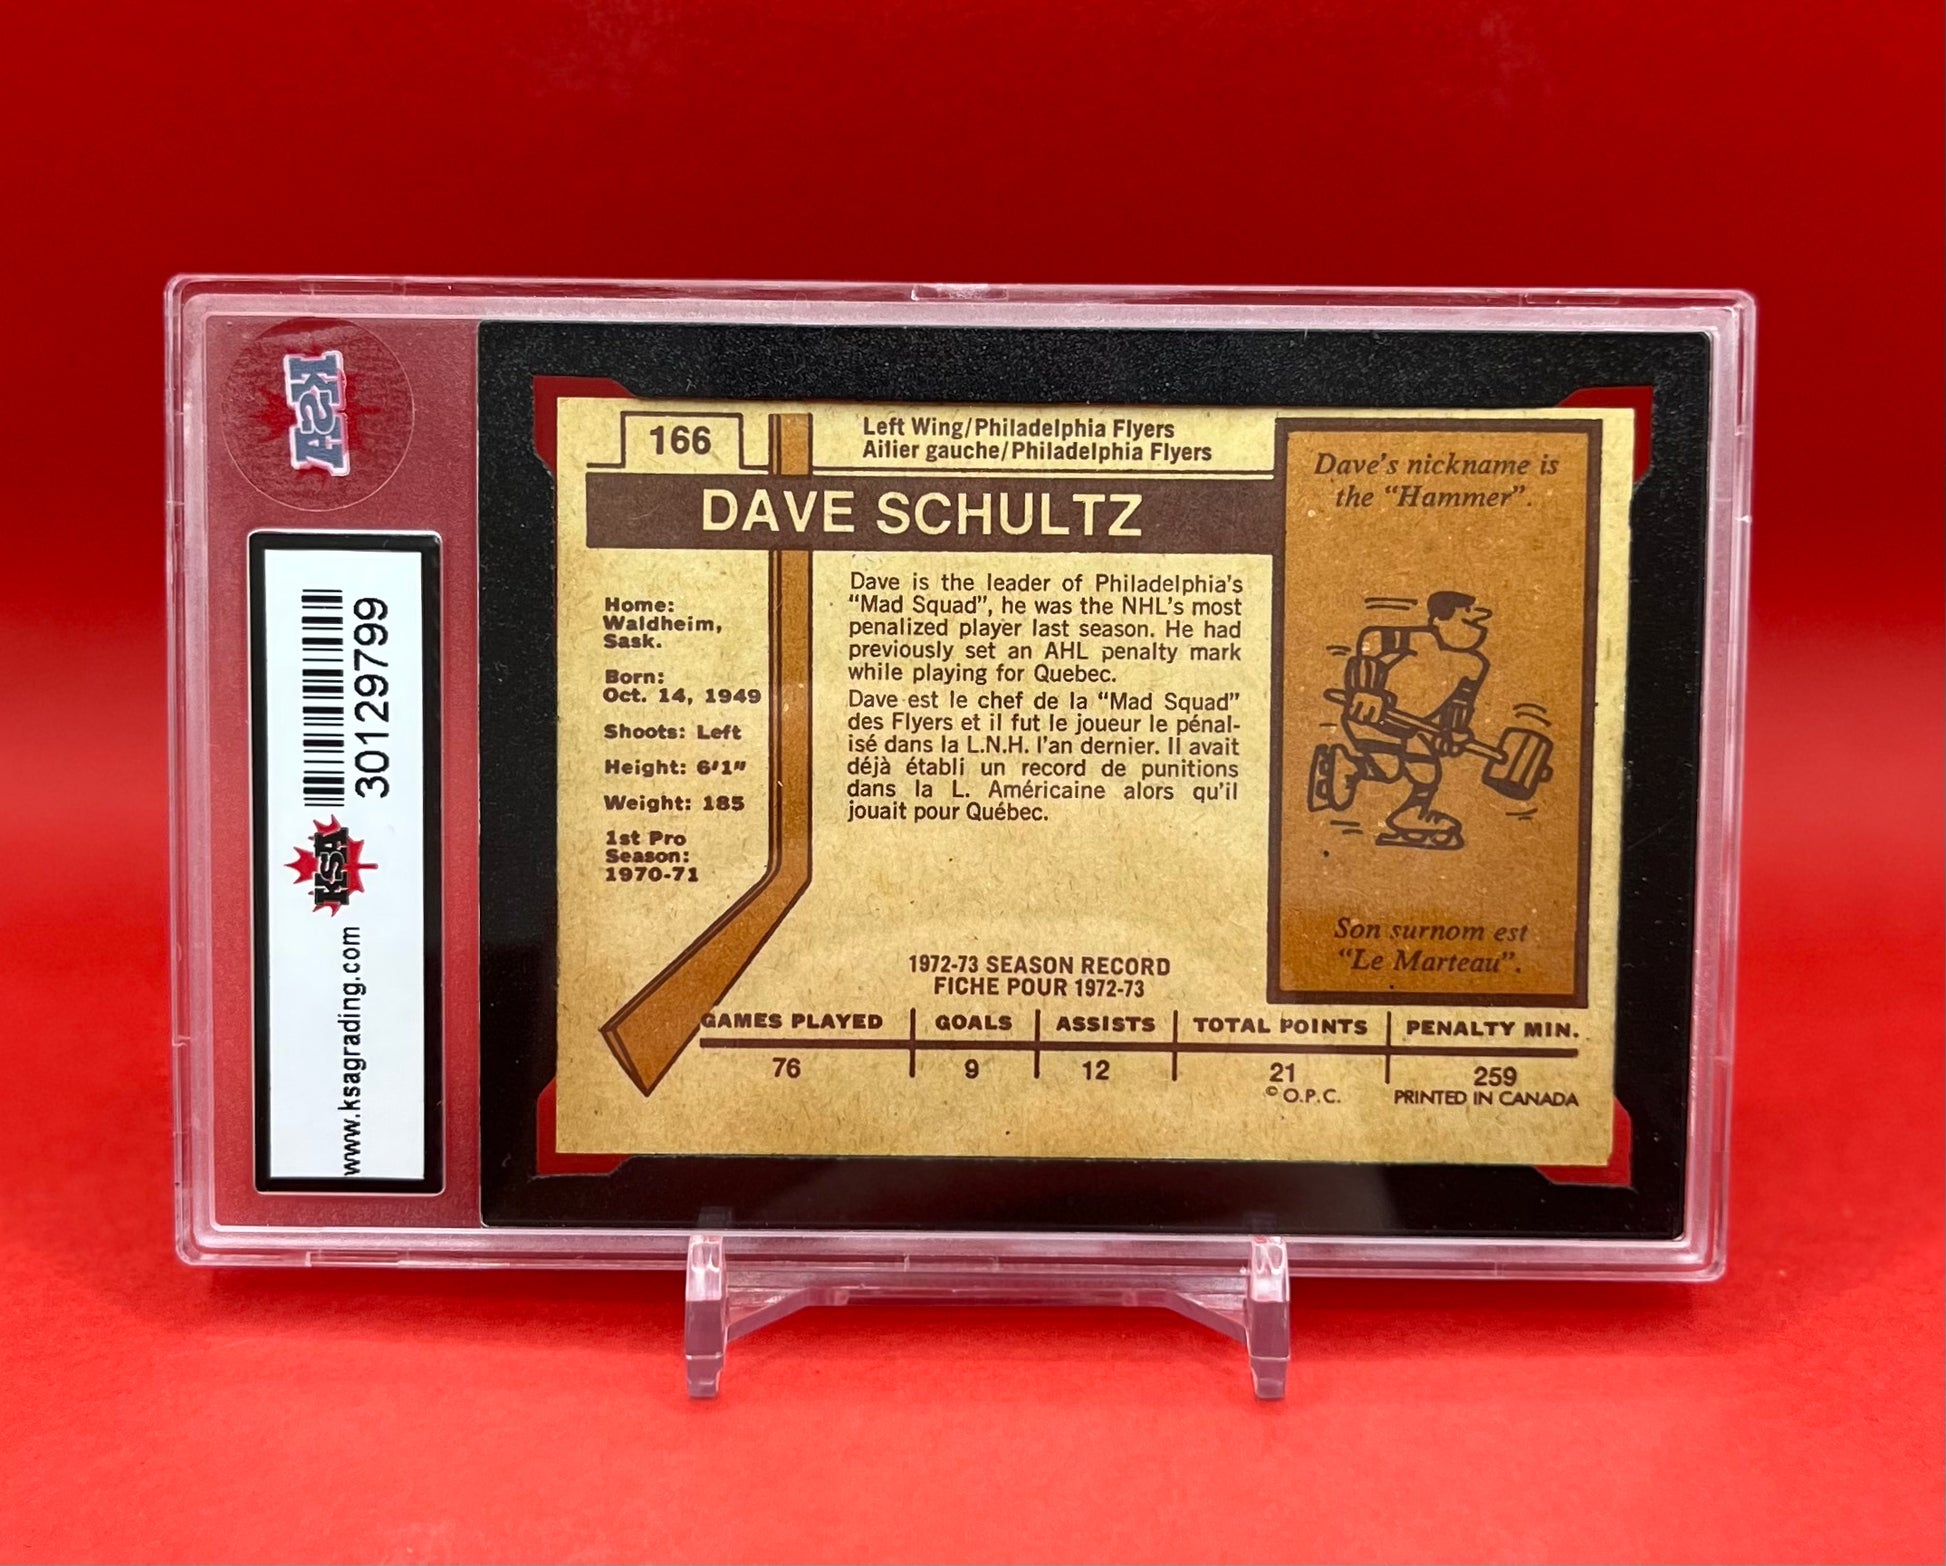 KSA
301299799
KSA
www.ksagrading.com
166
Left Wing/Philadelphia Flyers
Ailier gauche/Philadelphia Flyers
DAVE SCHULTZ
Home:
Waldheim,
Sask.
Born:
Oct. 14, 1949
Shoots: Left
Height: 6'1"
Weight: 185
1st Pro
Season:
1970-71
Dave is the leader of Philadelphia's
"Mad Squad", he was the NHL's most
penalized player last season. He had
previously set an AHL penalty mark
while playing for Quebec.
Dave est le chef de la "Mad Squad"
des Flyers et il fut le joueur le pénal-
isé dans la L.N.H. l'an dernier. Il avait
déjà établi un record de punitions
dans la L. Américaine alors qu'il
jouait pour Québec.
Dave's nickname is
the "Hammer".
Son surnom est
"Le Marteau".
1972-73 SEASON RECORD
FICHE POUR 1972-73
GAMES PLAYED GOALS ASSISTS TOTAL POINTS PENALTY MIN.
76 9 12 21 259
© O.P.C. PRINTED IN CANADA